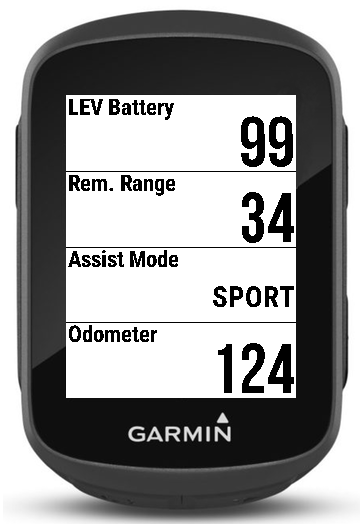 LEV Battery
99
Rem. Range
34
Assist Mode
SPORT
Odometer
124
GARMIN